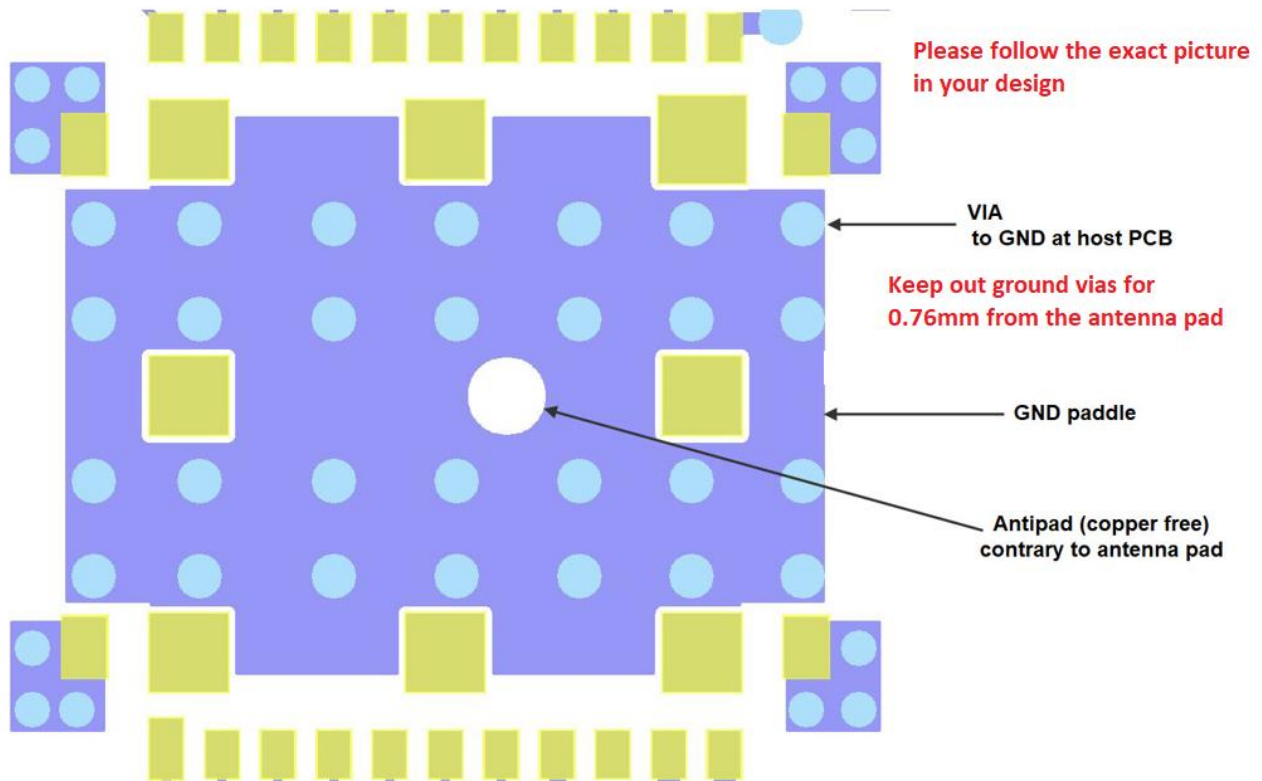 Please follow the exact picture
in your design
VIA
to GND at host PCB
Keep out ground vias for
0.76mm from the antenna pad
GND paddle
Antipad (copper free)
contrary to antenna pad